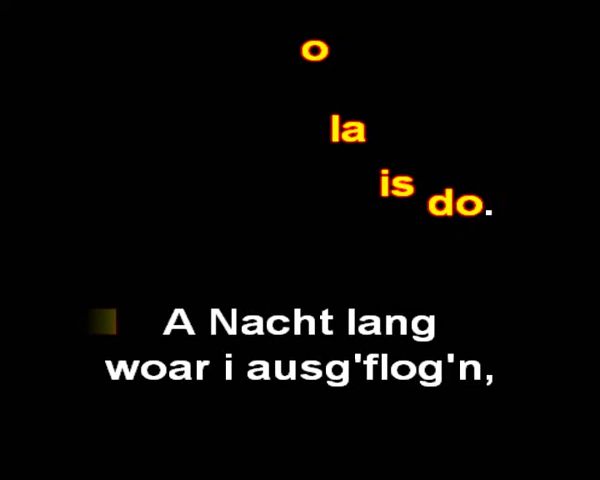 o
la
is
do.
A Nacht lang
woar i ausg'flog'n,